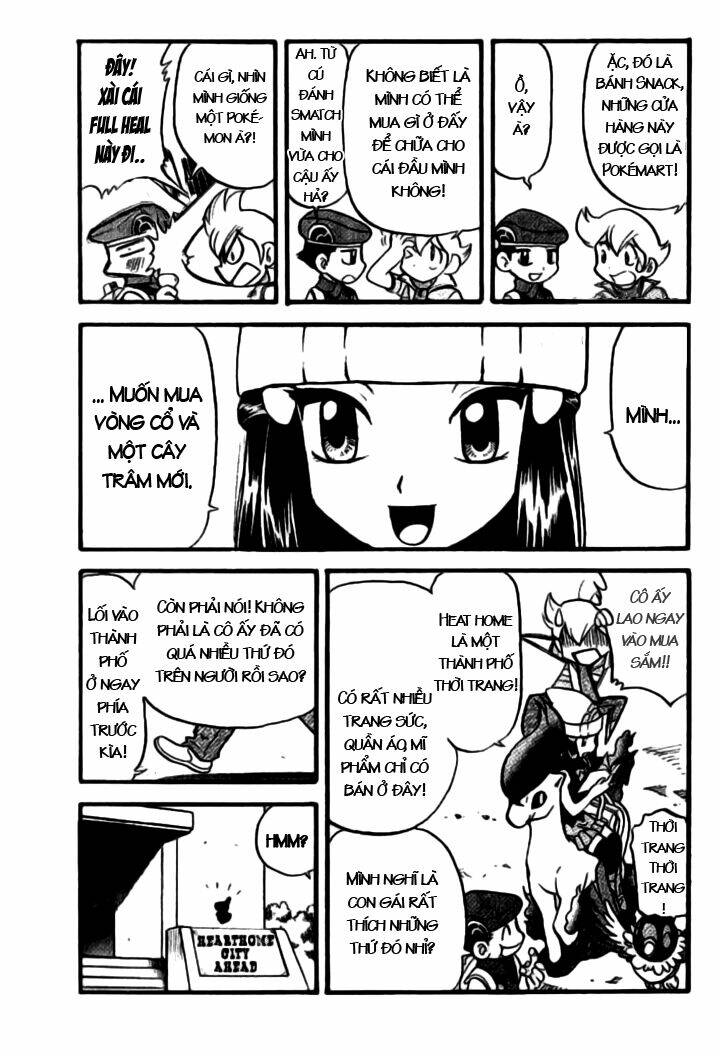 ẶC, ĐÓ LÀ
BÁNH SNACK,
NHỮNG CỬA
HÀNG NÀY
ĐƯỢC GỌI LÀ
POKÉMART!
Ồ,
VẬY
À?
KHÔNG BIẾT LÀ
MÌNH CÓ THỂ
MUA GÌ Ở ĐẤY
ĐỂ CHỮA CHO
CÁI ĐẦU MÌNH
KHÔNG!
AH. TỪ
CÚ
ĐÁNH
SMATCH
MÌNH
VỪA CHO
CẬU ẤY
HẢ?
CÁI GÌ, NHÌN
MÌNH GIỐNG
MỘT POKÉ-
MON À?!
ĐÂY!
XÀI CÁI
FULL HEAL
NÀY ĐI..
MÌNH...
... MUỐN MUA
VÒNG CỔ VÀ
MỘT CÂY
TRÂM MỚI.
CÔ ẤY
LAO NGAY
VÀO MUA
SẮM!!
HEAT HOME
LÀ MỘT
THÀNH PHỐ
THỜI TRANG!
CÓ RẤT NHIỀU
TRANG SỨC,
QUẦN ÁO, MĨ
PHẨM CHỈ CÓ
BÁN Ở ĐÂY!
THỜI
TRANG
THỜI
TRANG
!
MÌNH NGHĨ LÀ
CON GÁI RẤT
THÍCH NHỮNG
THỨ ĐÓ NHỈ?
CÒN PHẢI NÓI! KHÔNG
PHẢI LÀ CÔ ẤY ĐÃ CÓ
QUÁ NHIỀU THỨ ĐÓ
TRÊN NGƯỜI RỒI SAO?
LỐI VÀO
THÀNH
PHỐ
Ở NGAY
PHÍA
TRƯỚC
KÌA!
HMM?
HEARTHOME
CITY
AHEAD